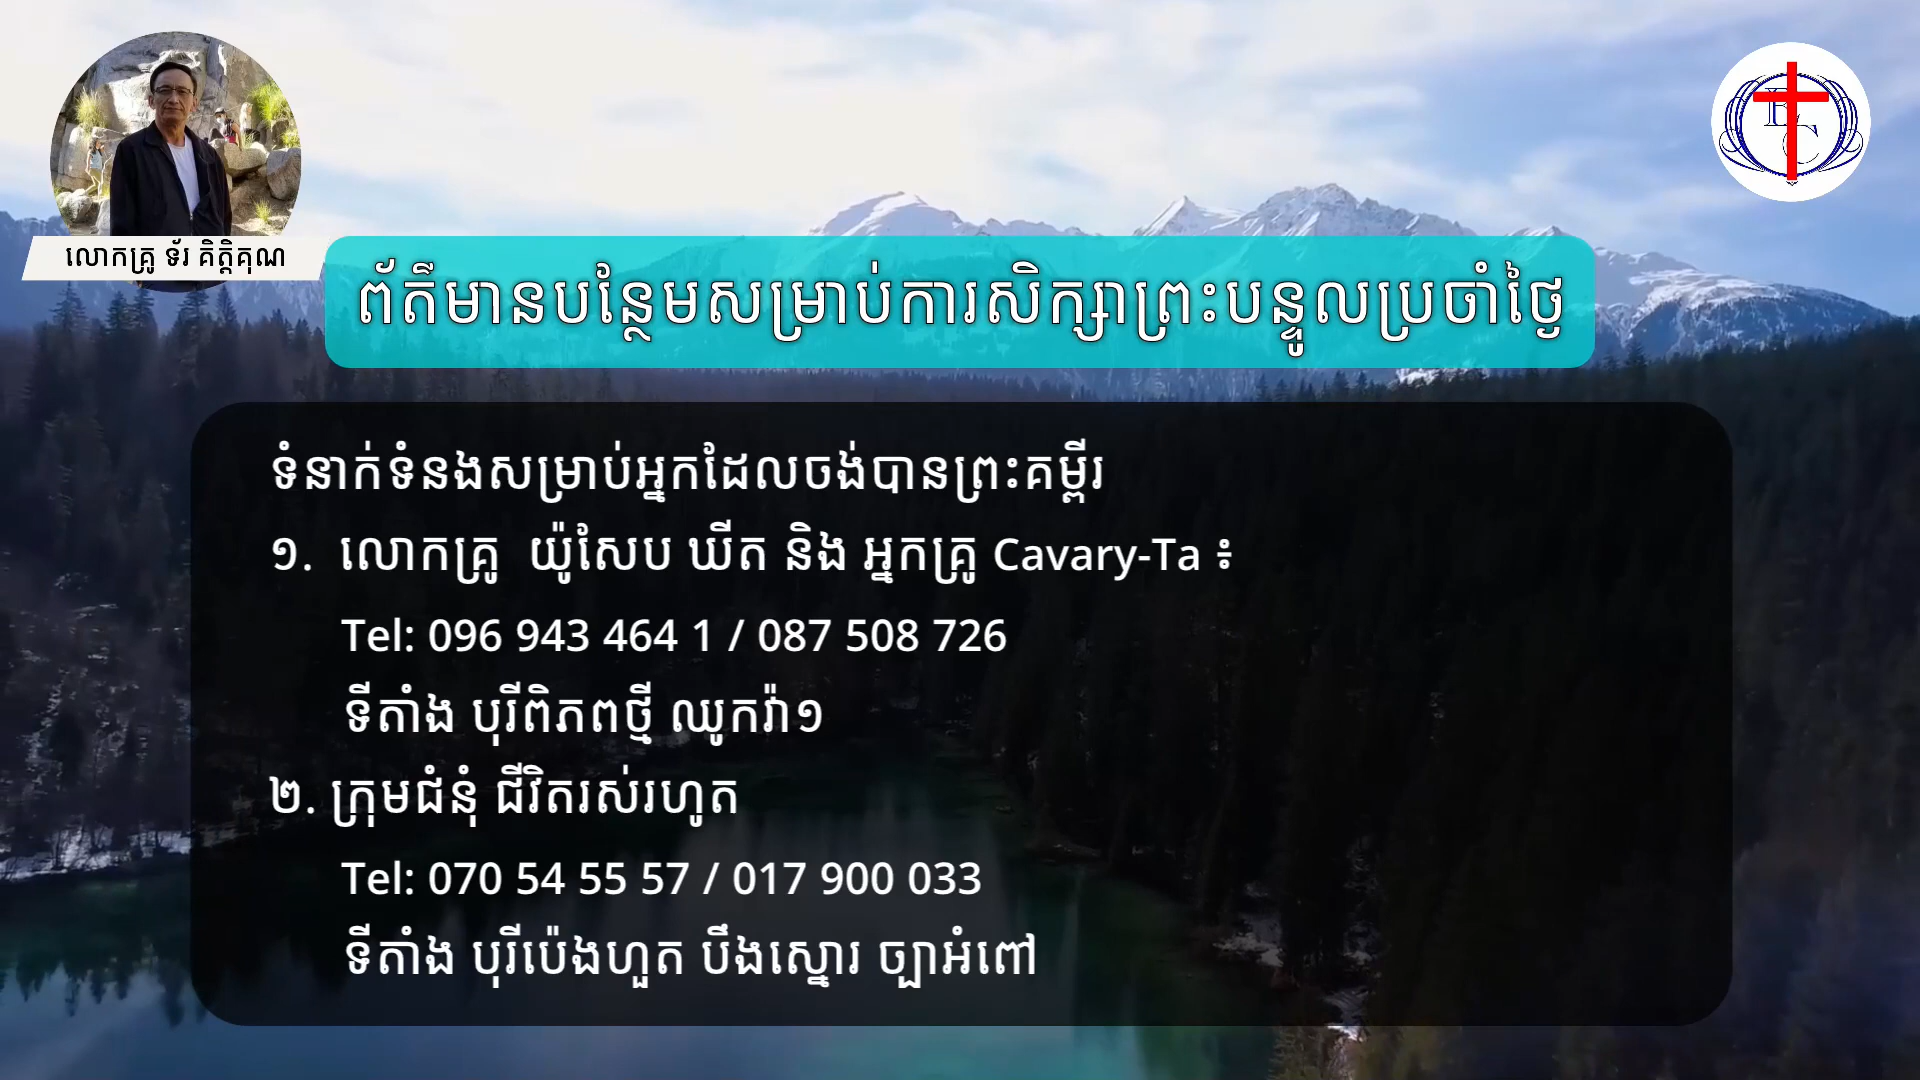 លោកគ្រូ ទ័រ គិត្តិគុណ
EC
ព័ត៌មានបន្ថែមសម្រាប់ការសិក្សាព្រះបន្ទូលប្រចាំថ្ងៃ
ទំនាក់ទំនងសម្រាប់អ្នកដែលចង់បានព្រះគម្ពីរ
១. លោកគ្រូ យ៉ូសែប ឃីត និង អ្នកគ្រូ Cavary-Ta ៖
Tel: 096 943 464 1 / 087 508 726
ទីតាំង បុរីពិភពថ្មី ឈូកវ៉ា១
២. ក្រុមជំនុំ ជីវិតរស់រហូត
Tel: 070 54 55 57 / 017 900 033
ទីតាំង បុរីប៉េងហួត បឹងស្នោរ ច្បាអំពៅ